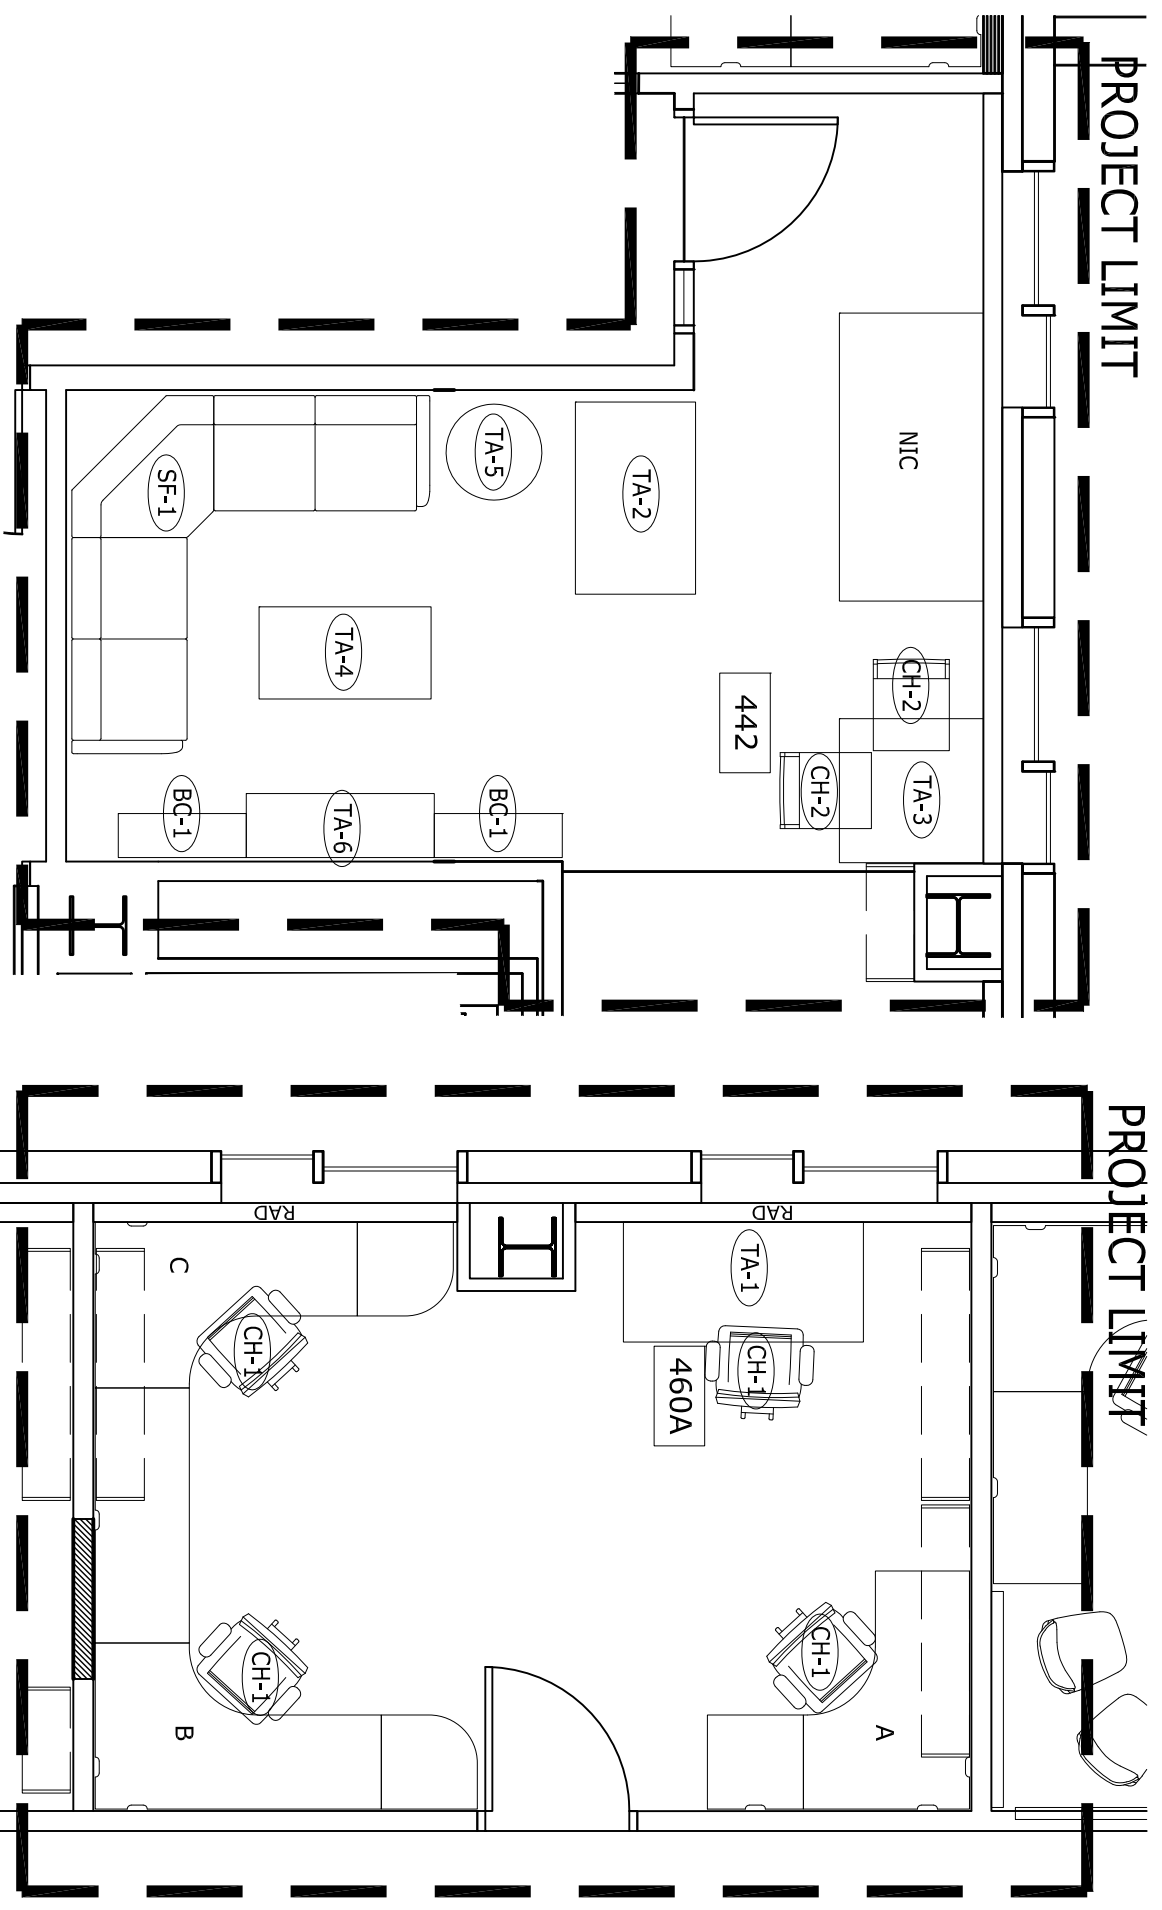 PROJECT LIMIT
NIC
TA-5
TA-2
SF-1
TA-4
CH-2
442
CH-2
TA-3
BC-1
TA-6
BC-1
PROJECT LIMIT
RAD
RAD
C
TA-1
CH-1
CH-1
460A
CH-1
CH-1
B
A